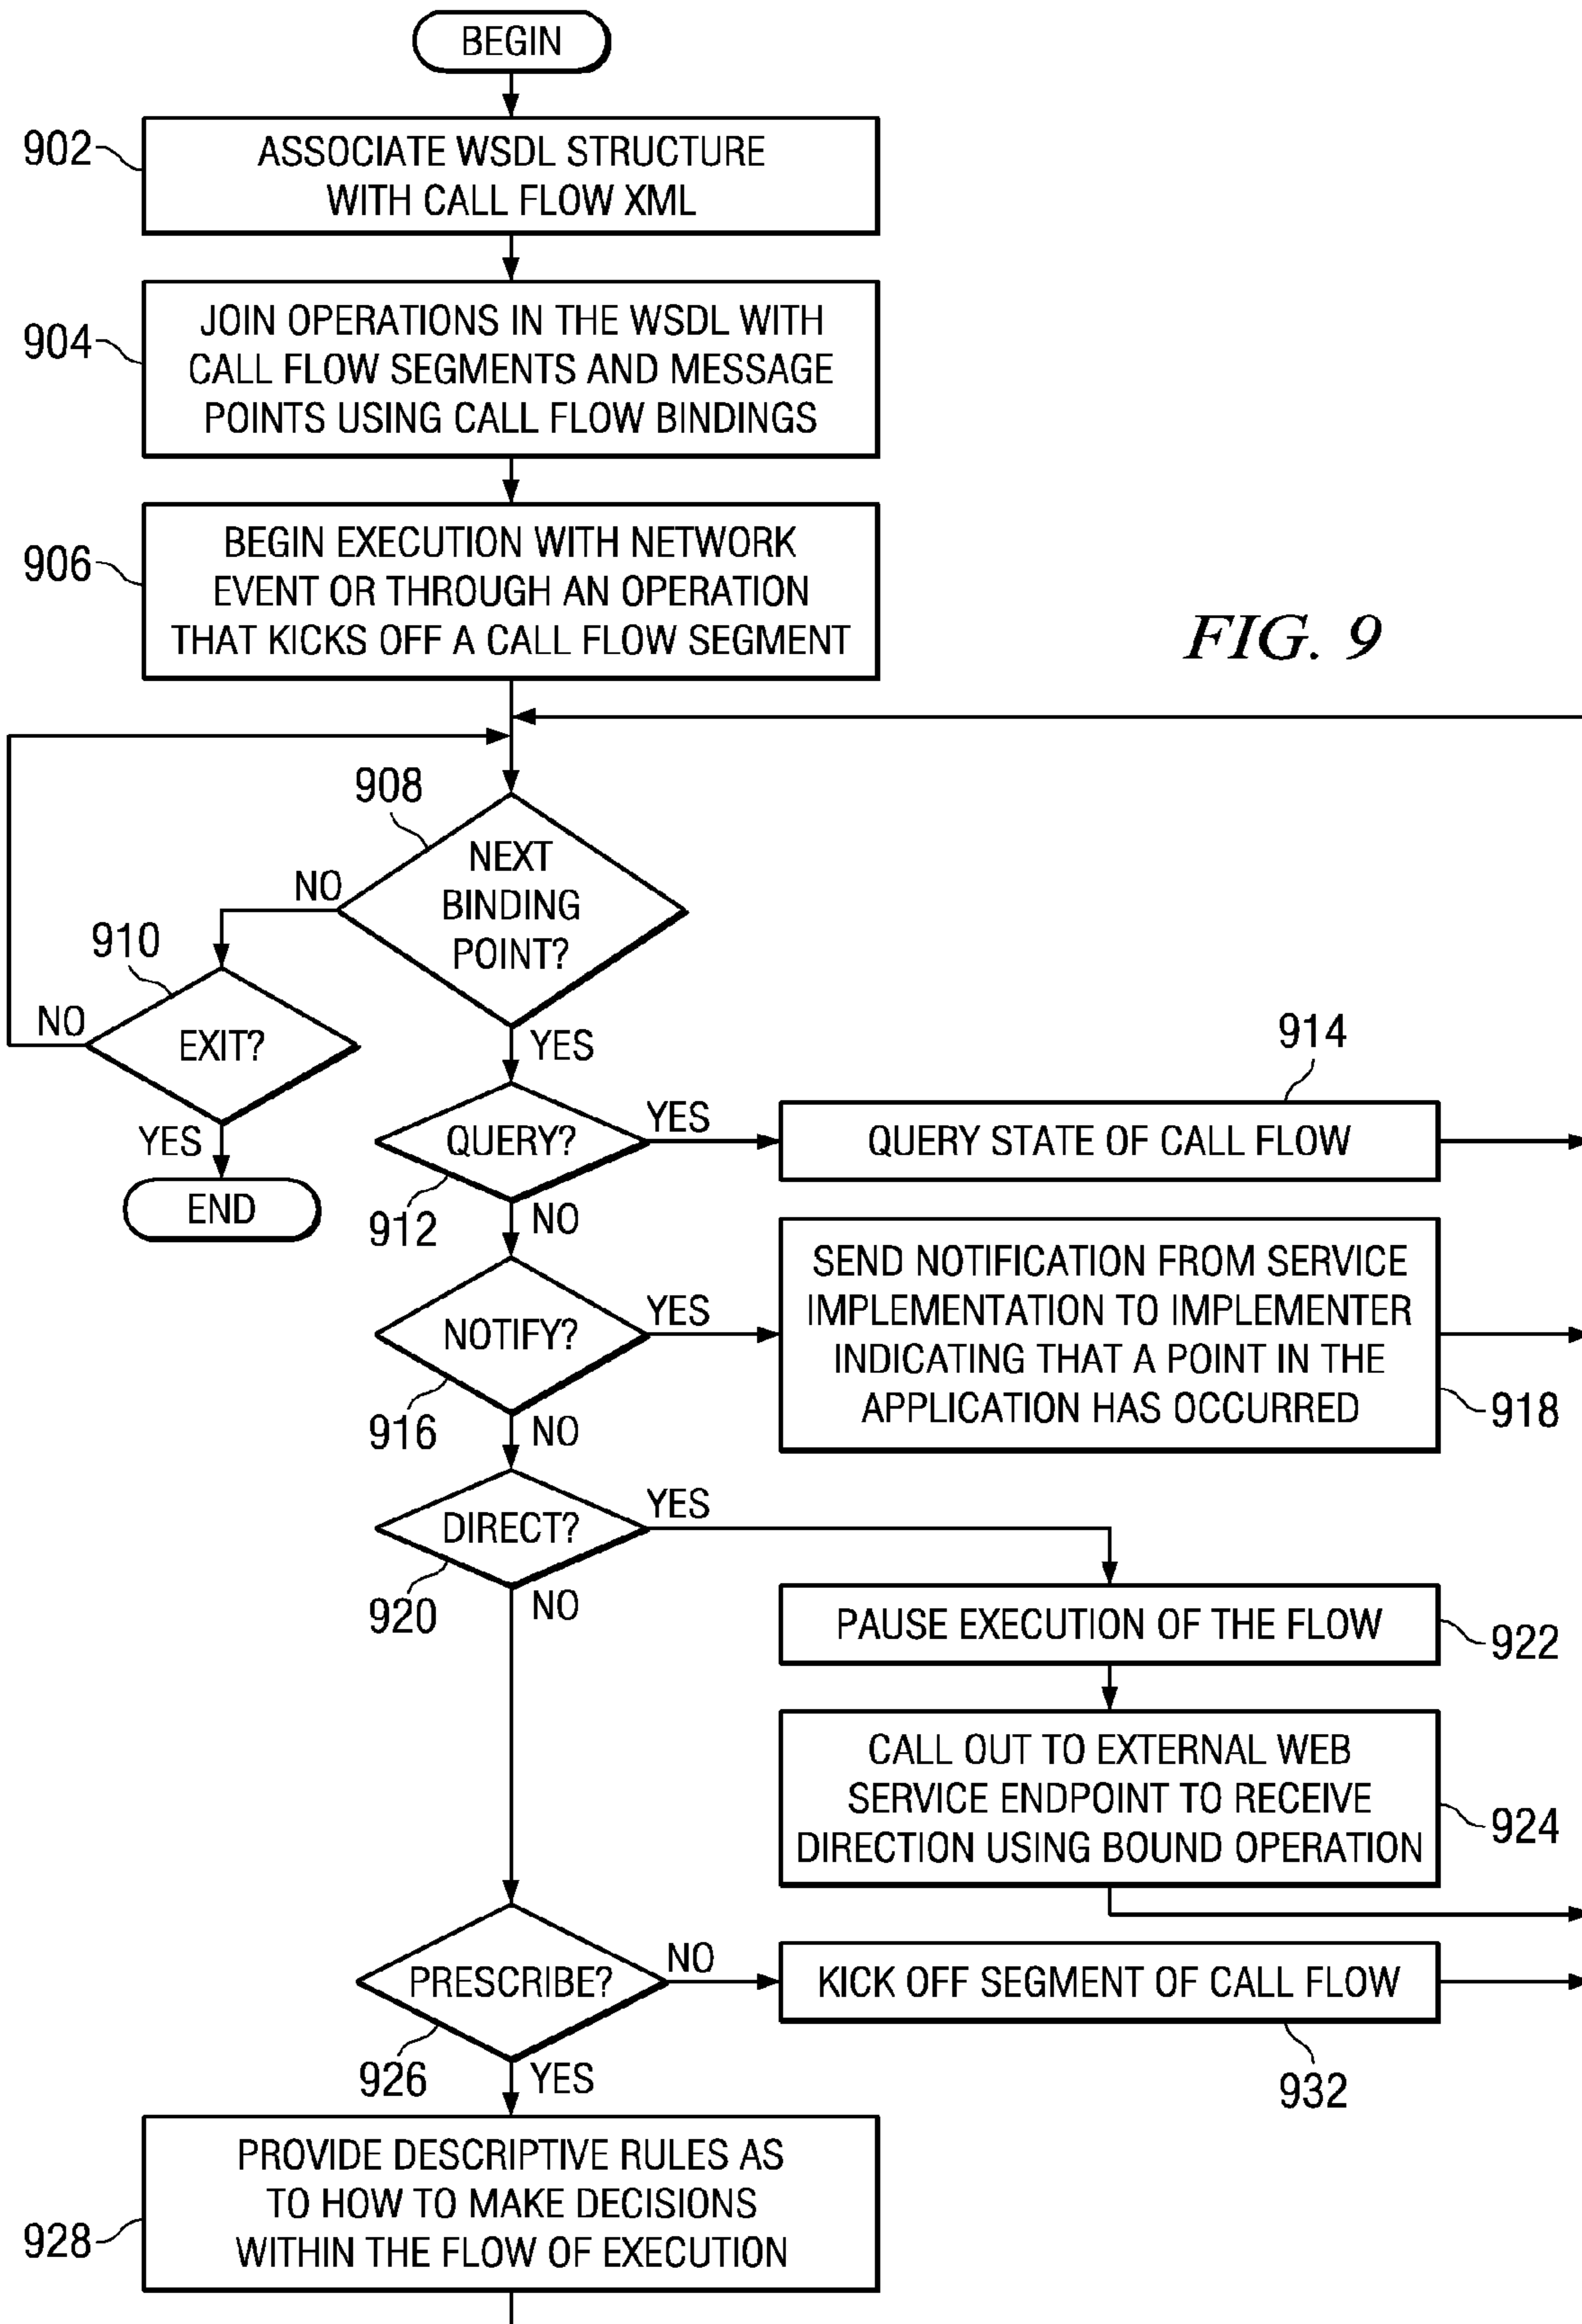 BEGIN
902
ASSOCIATE WSDL STRUCTURE
WITH CALL FLOW XML
904
JOIN OPERATIONS IN THE WSDL WITH
CALL FLOW SEGMENTS AND MESSAGE
POINTS USING CALL FLOW BINDINGS
906
BEGIN EXECUTION WITH NETWORK
EVENT OR THROUGH AN OPERATION
THAT KICKS OFF A CALL FLOW SEGMENT
FIG. 9
908
NEXT
BINDING
POINT?
NO
YES
910
EXIT?
NO
YES
END
QUERY?
912
YES
NO
914
QUERY STATE OF CALL FLOW
NOTIFY?
916
YES
NO
SEND NOTIFICATION FROM SERVICE
IMPLEMENTATION TO IMPLEMENTER
INDICATING THAT A POINT IN THE
APPLICATION HAS OCCURRED
918
DIRECT?
920
YES
NO
PAUSE EXECUTION OF THE FLOW
922
CALL OUT TO EXTERNAL WEB
SERVICE ENDPOINT TO RECEIVE
DIRECTION USING BOUND OPERATION
924
PRESCRIBE?
926
NO
YES
KICK OFF SEGMENT OF CALL FLOW
932
928
PROVIDE DESCRIPTIVE RULES AS
TO HOW TO MAKE DECISIONS
WITHIN THE FLOW OF EXECUTION